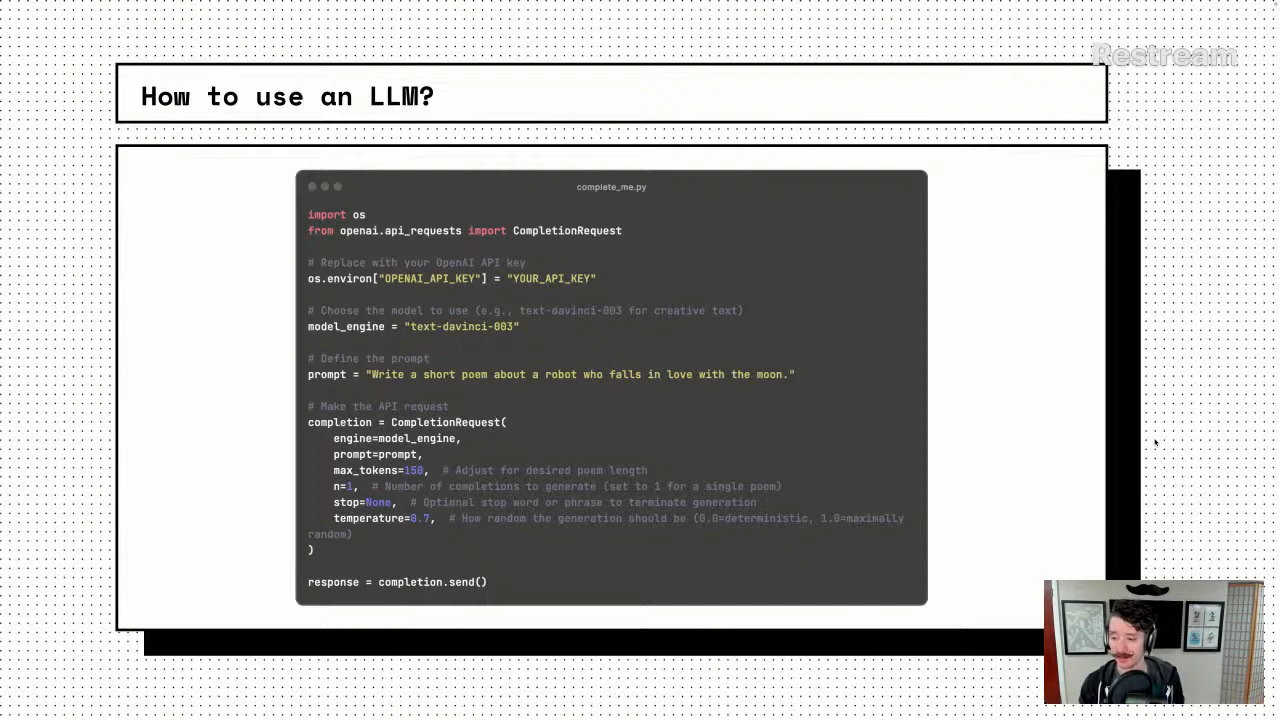 Restream
How to use an LLM?
complete_me.py
import os
from openai.api_requests import CompletionRequest
# Replace with your OpenAI API key
os.environ["OPENAI_API_KEY"] = "YOUR_API_KEY"
# Choose the model to use (e.g., text-davinci-003 for creative text)
model_engine = "text-davinci-003"
# Define the prompt
prompt = "Write a short poem about a robot who falls in love with the moon."
# Make the API request
completion = CompletionRequest(
    engine=model_engine,
    prompt=prompt,
    max_tokens=150,  # Adjust for desired poem length
    n=1,  # Number of completions to generate (set to 1 for a single poem)
    stop=None,  # Optional stop word or phrase to terminate generation
    temperature=0.7,  # How random the generation should be (0.0=deterministic, 1.0=maximally
random)
)
response = completion.send()